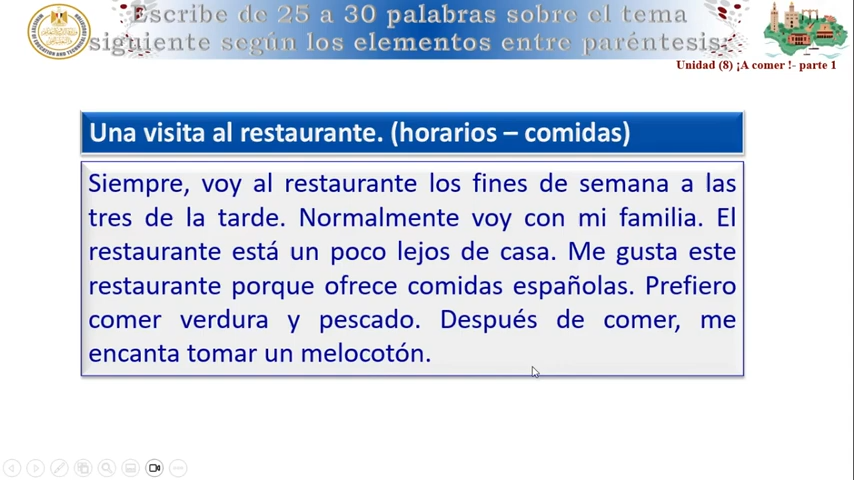 Escribe de 25 a 30 palabras sobre el tema
siguiente según los elementos entre paréntesis:
Unidad (8) ¡A comer !- parte 1
Una visita al restaurante. (horarios – comidas)
Siempre, voy al restaurante los fines de semana a las
tres de la tarde. Normalmente voy con mi familia. El
restaurante está un poco lejos de casa. Me gusta este
restaurante porque ofrece comidas españolas. Prefiero
comer verdura y pescado. Después de comer, me
encanta tomar un melocotón.